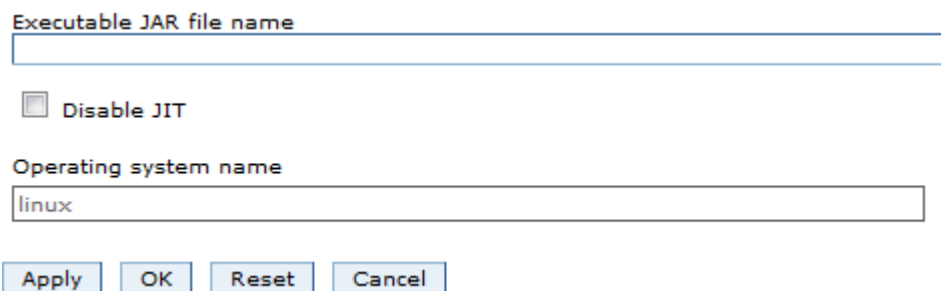 Executable JAR file name
Disable JIT
Operating system name
linux
Apply OK Reset Cancel